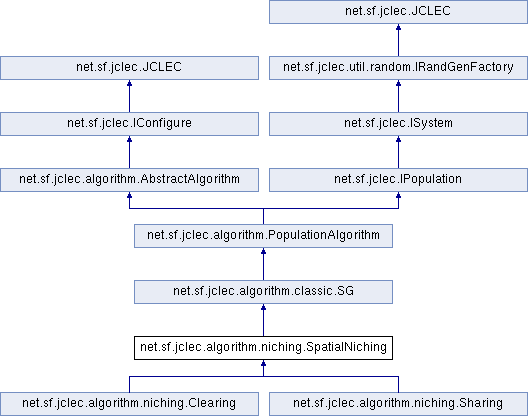 net.sf.jclec.JCLEC
net.sf.jclec.JCLEC
net.sf.jclec.util.random.IRandGenFactory
net.sf.jclec.IConfigure
net.sf.jclec.ISystem
net.sf.jclec.algorithm.AbstractAlgorithm
net.sf.jclec.IPopulation
net.sf.jclec.algorithm.PopulationAlgorithm
net.sf.jclec.algorithm.classic.SG
net.sf.jclec.algorithm.niching.SpatialNiching
net.sf.jclec.algorithm.niching.Clearing
net.sf.jclec.algorithm.niching.Sharing